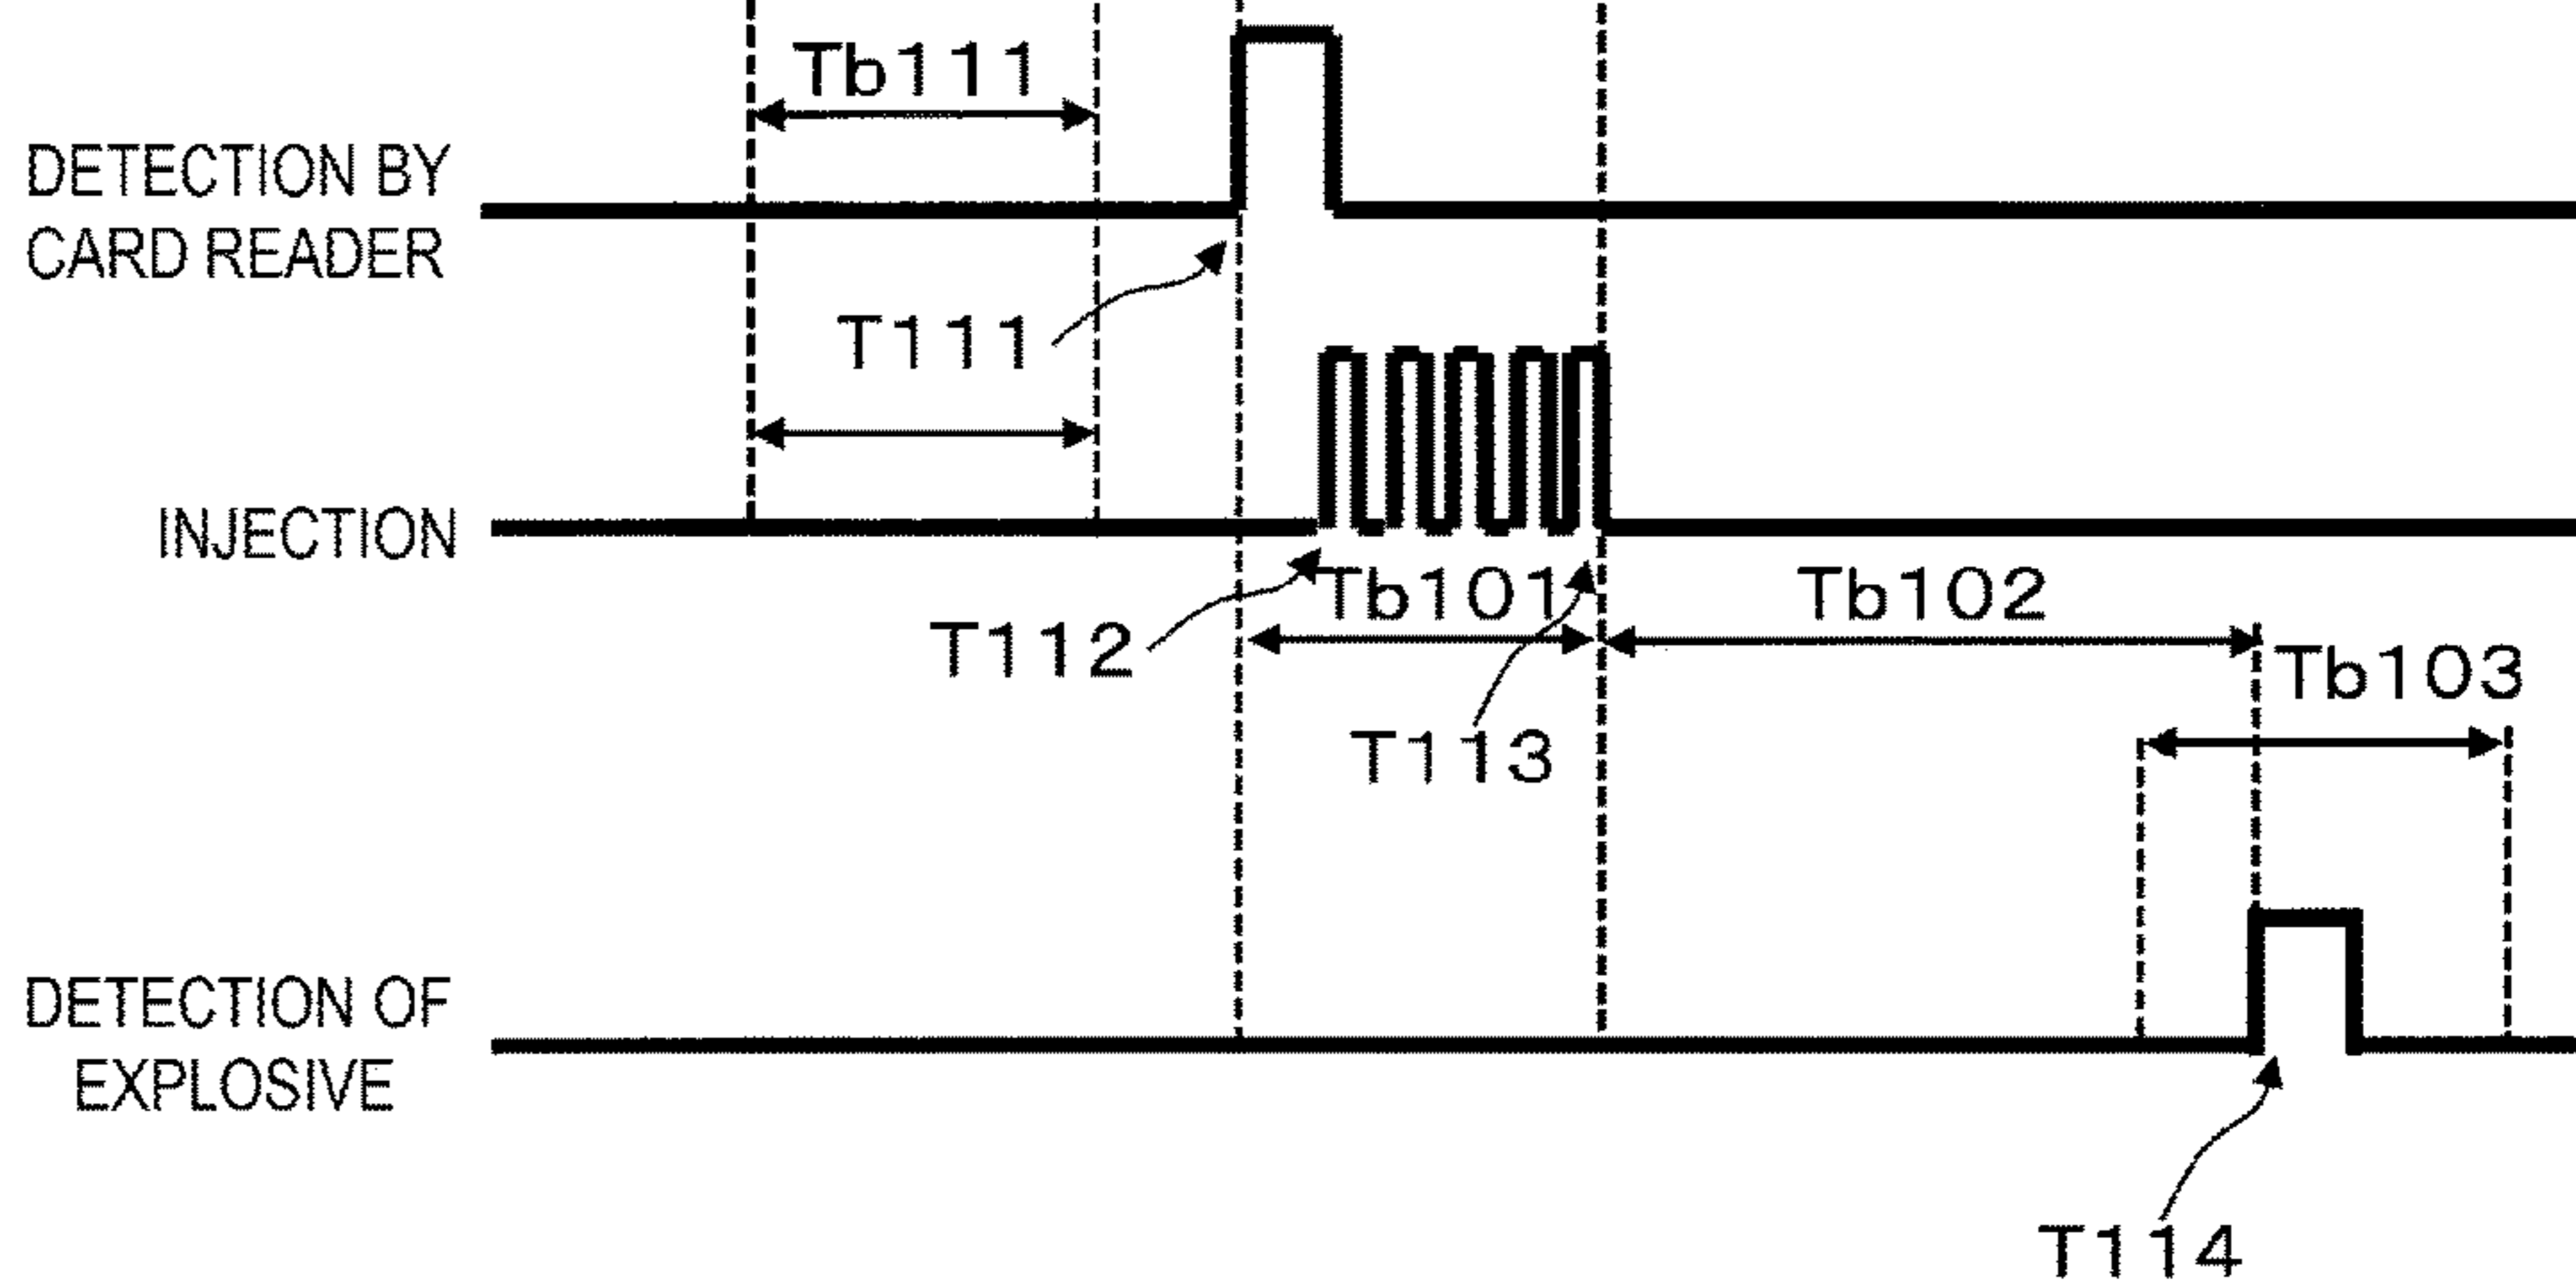 Tb111
DETECTION BY
CARD READER
T111
INJECTION
Tb101
Tb102
T112
Tb103
T113
DETECTION OF
EXPLOSIVE
T114